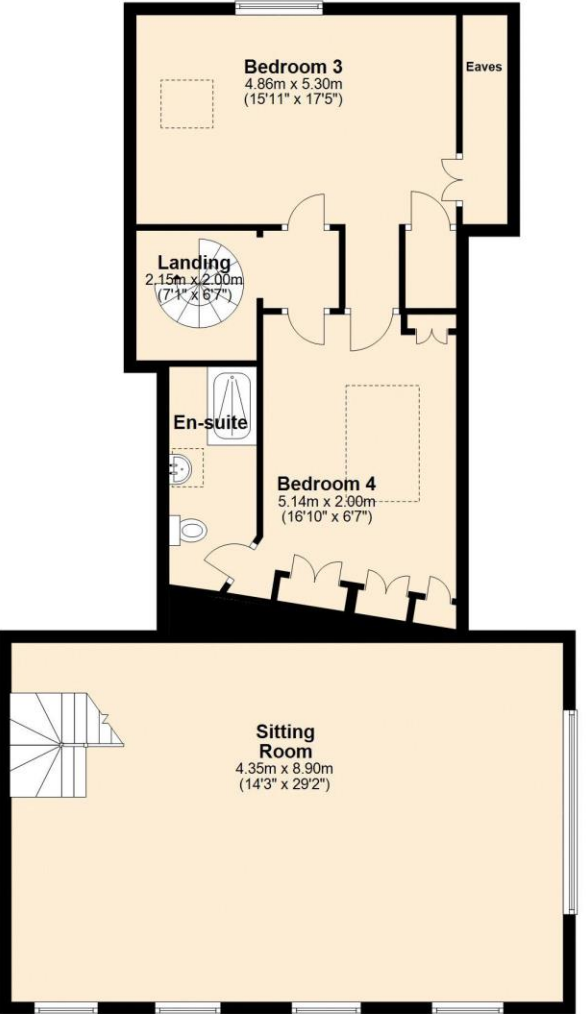 Bedroom 3
4.86m x 5.30m
(15'11" x 17'5")
Eaves
Landing
2.15m x 2.00m
(7'1" x 6'7")
En-suite
Bedroom 4
5.14m x 2.00m
(16'10" x 6'7")
Sitting
Room
4.35m x 8.90m
(14'3" x 29'2")